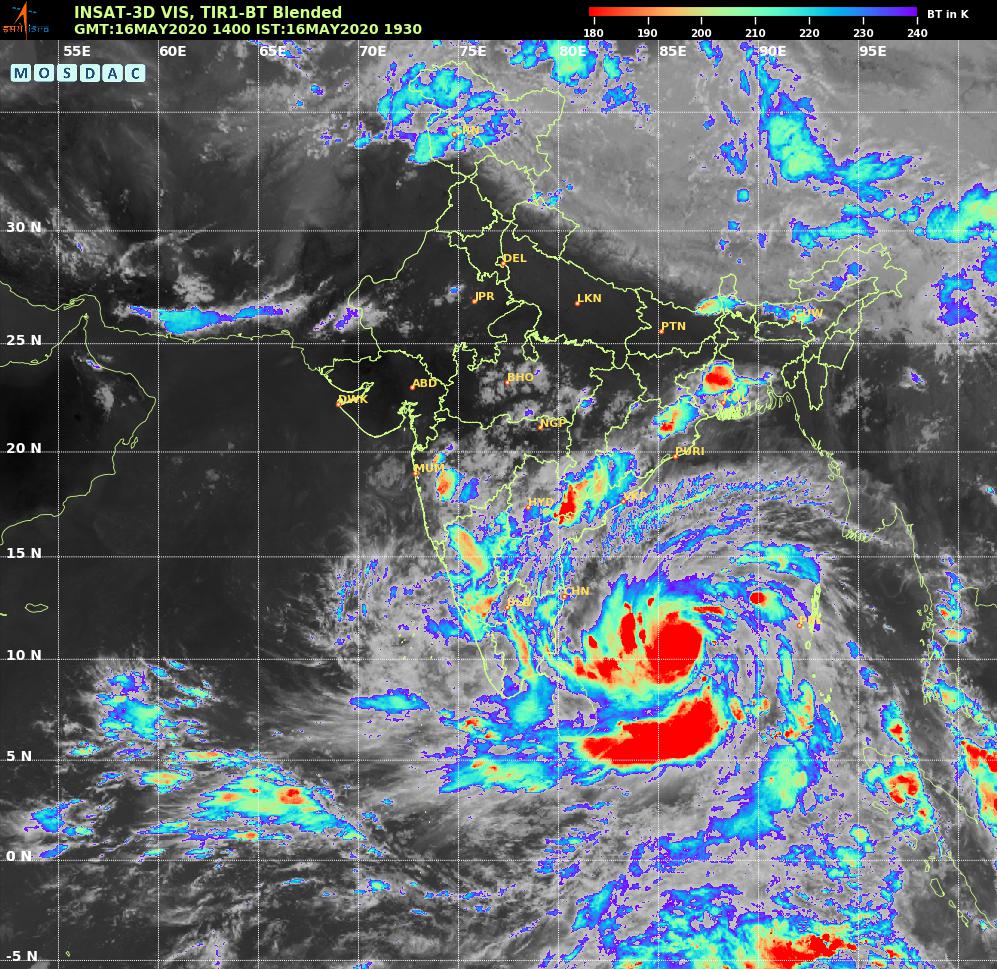 INSAT-3D VIS, TIR1-BT Blended
GMT:16MAY2020 1400 IST:16MAY2020 1930
180 190 200 210 220 230 240 BT in K
55E 60E 65E 70E 75E 80E 85E 90E 95E
M O S D A C
SRN
30 N
DEL
JPR LKN
GUW
PTN
25 N
BHO
ABD
DWK
NGP
20 N
PURI
MUM
HYD
15 N
CHN
10 N
5 N
0 N
-5 N